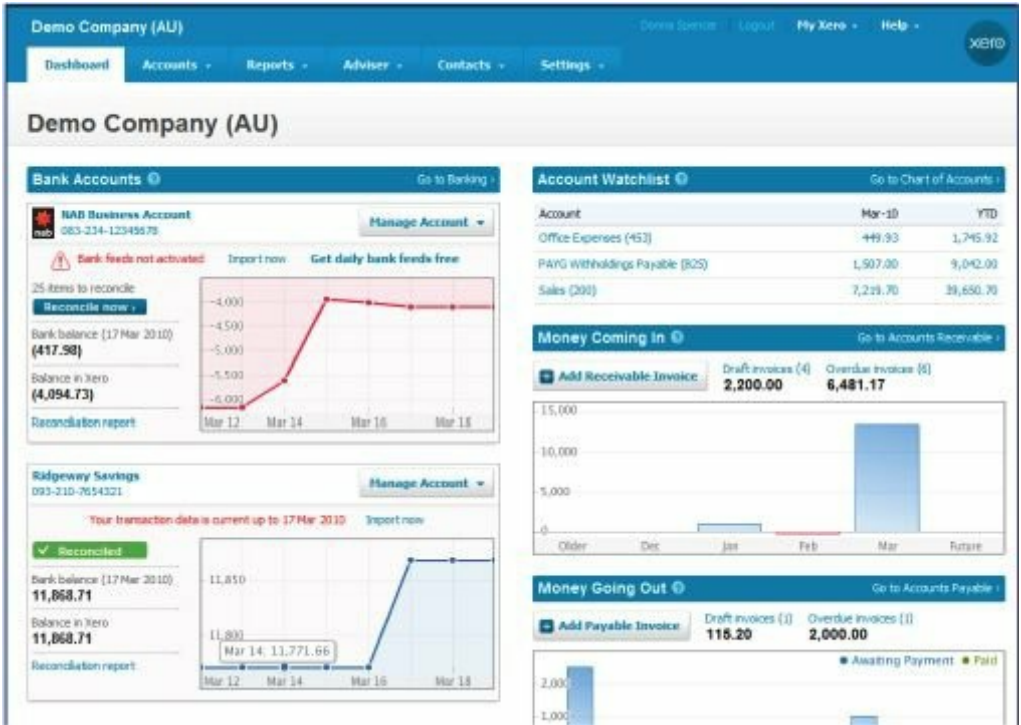 Demo Company (AU)
Donna Spencer Logout My Xero Help
xero
Dashboard Accounts Reports Adviser Contacts Settings
Demo Company (AU)
Bank Accounts
Go to Banking ›
NAB Business Account
083-234-12345678
nab
Manage Account
Bank feeds not activated Import now Get daily bank feeds free
25 items to reconcile
Reconcile now ›
Bank balance (17 Mar 2010)
(417.98)
Balance in Xero
(4,094.73)
Reconciliation report
-4,000
-4,500
-5,000
-5,500
-6,000
Mar 12 Mar 14 Mar 16 Mar 18
Ridgeway Savings
093-210-7654321
Manage Account
Your transaction data is current up to 17 Mar 2010 Import now
Reconciled
Bank balance (17 Mar 2010)
11,868.71
Balance in Xero
11,868.71
Reconciliation report
11,850
11,800
Mar 14: 11,771.66
Mar 12 Mar 14 Mar 16 Mar 18
Account Watchlist
Go to Chart of Accounts ›
Account Mar-10 YTD
Office Expenses (453) 449.93 1,745.92
PAYG Withholdings Payable (825) 1,507.00 9,042.00
Sales (200) 7,219.70 39,650.70
Money Coming In
Go to Accounts Receivable ›
Add Receivable Invoice
Draft invoices (4)
2,200.00
Overdue invoices (6)
6,481.17
15,000
10,000
5,000
0
Older Dec Jan Feb Mar Future
Money Going Out
Go to Accounts Payable ›
Add Payable Invoice
Draft invoices (1)
115.20
Overdue invoices (1)
2,000.00
Awaiting Payment Paid
2,000
1,000